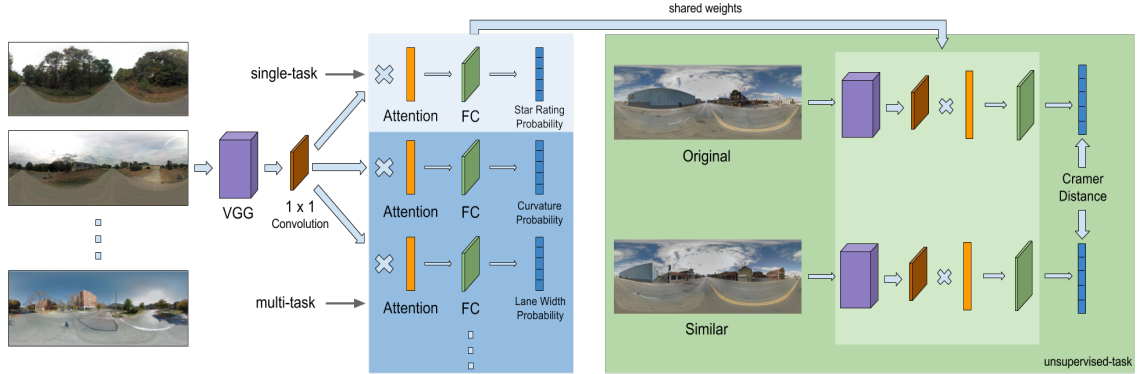 shared weights
single-task
Attention
FC
Star Rating
Probability
VGG
1 x 1
Convolution
Attention
FC
Curvature
Probability
multi-task
Attention
FC
Lane Width
Probability
Original
Similar
Cramer
Distance
unsupervised-task